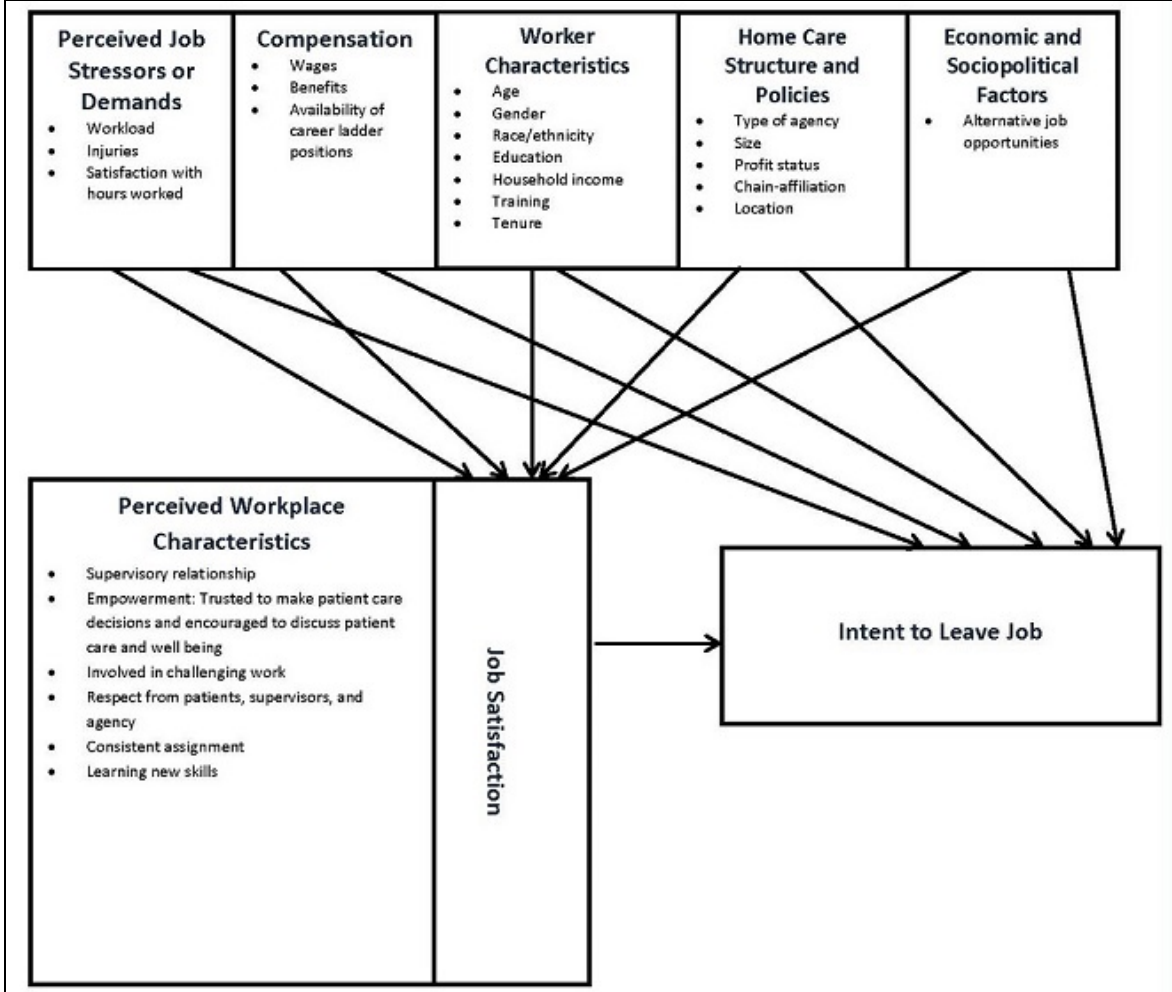 Perceived Job
Stressors or
Demands
• Workload
• Injuries
• Satisfaction with
hours worked
Compensation
• Wages
• Benefits
• Availability of
career ladder
positions
Worker
Characteristics
• Age
• Gender
• Race/ethnicity
• Education
• Household income
• Training
• Tenure
Home Care
Structure and
Policies
• Type of agency
• Size
• Profit status
• Chain-affiliation
• Location
Economic and
Sociopolitical
Factors
• Alternative job
opportunities
Perceived Workplace
Characteristics
• Supervisory relationship
• Empowerment: Trusted to make patient care
decisions and encouraged to discuss patient
care and well being
• Involved in challenging work
• Respect from patients, supervisors, and
agency
• Consistent assignment
• Learning new skills
Job Satisfaction
Intent to Leave Job